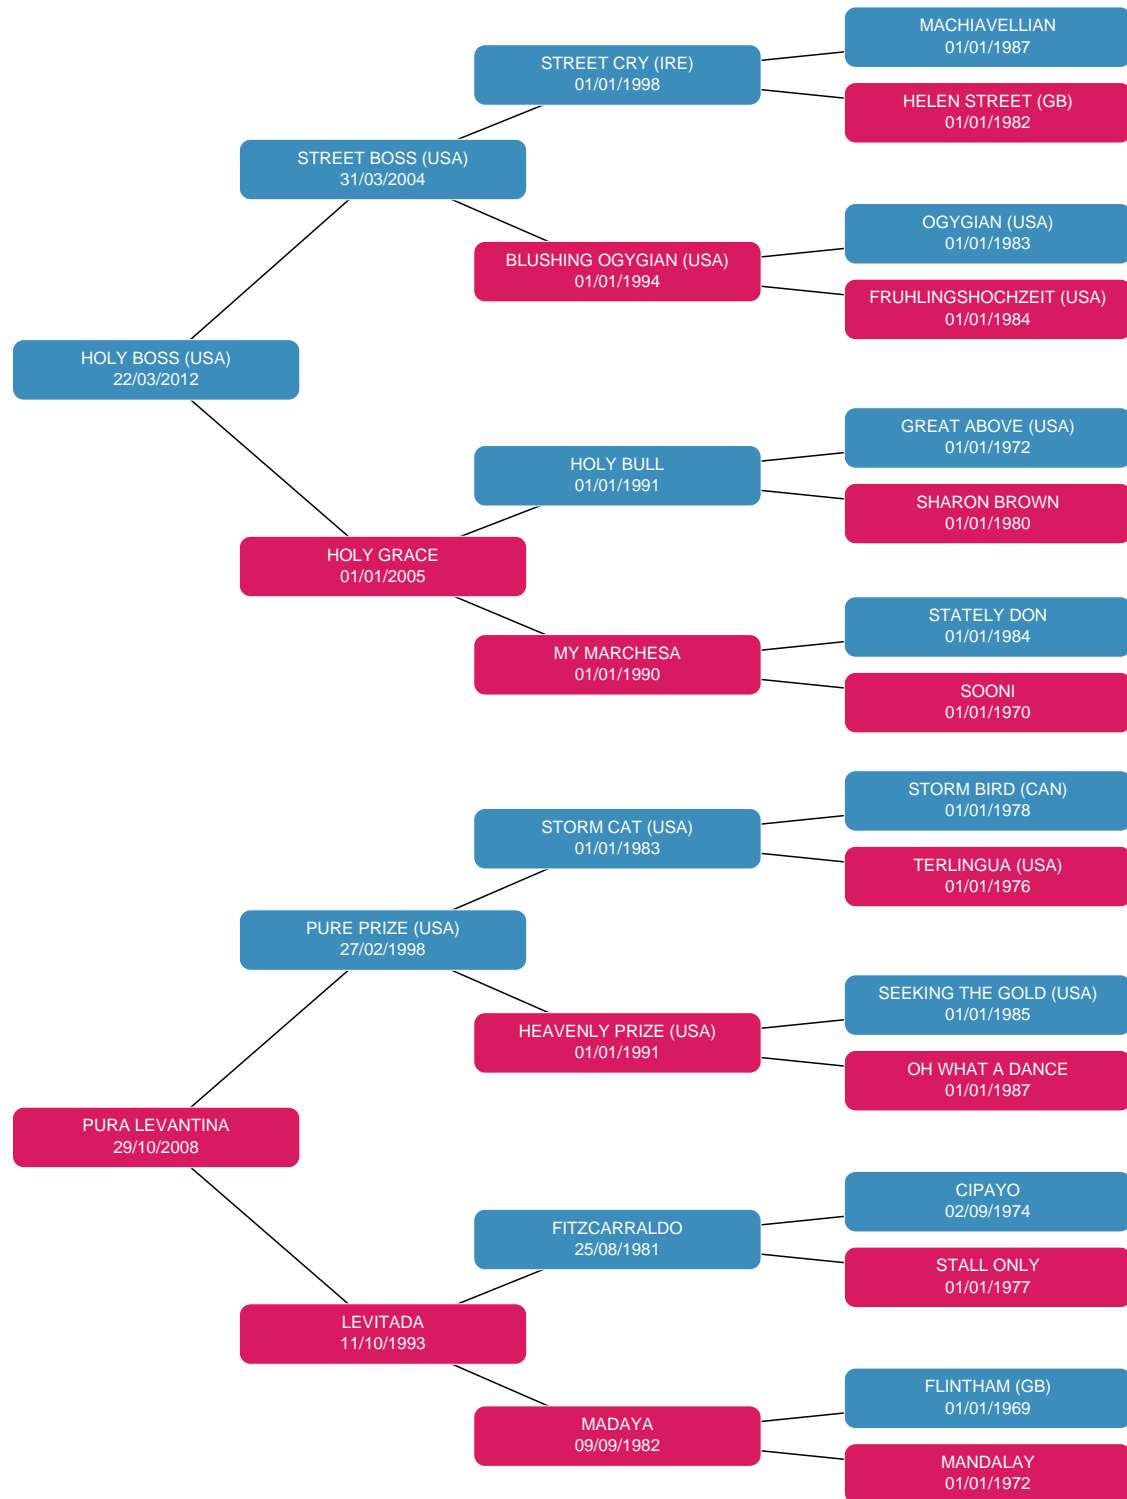 MACHIAVELLIAN
01/01/1987
STREET CRY (IRE)
01/01/1998
HELEN STREET (GB)
01/01/1982
STREET BOSS (USA)
31/03/2004
OGYGIAN (USA)
01/01/1983
BLUSHING OGYGIAN (USA)
01/01/1994
FRUHLINGSHOCHZEIT (USA)
01/01/1984
HOLY BOSS (USA)
22/03/2012
GREAT ABOVE (USA)
01/01/1972
HOLY BULL
01/01/1991
SHARON BROWN
01/01/1980
HOLY GRACE
01/01/2005
STATELY DON
01/01/1984
MY MARCHESA
01/01/1990
SOONI
01/01/1970
STORM BIRD (CAN)
01/01/1978
STORM CAT (USA)
01/01/1983
TERLINGUA (USA)
01/01/1976
PURE PRIZE (USA)
27/02/1998
SEEKING THE GOLD (USA)
01/01/1985
HEAVENLY PRIZE (USA)
01/01/1991
OH WHAT A DANCE
01/01/1987
PURA LEVANTINA
29/10/2008
CIPAYO
02/09/1974
FITZCARRALDO
25/08/1981
STALL ONLY
01/01/1977
LEVITADA
11/10/1993
FLINTHAM (GB)
01/01/1969
MADAYA
09/09/1982
MANDALAY
01/01/1972